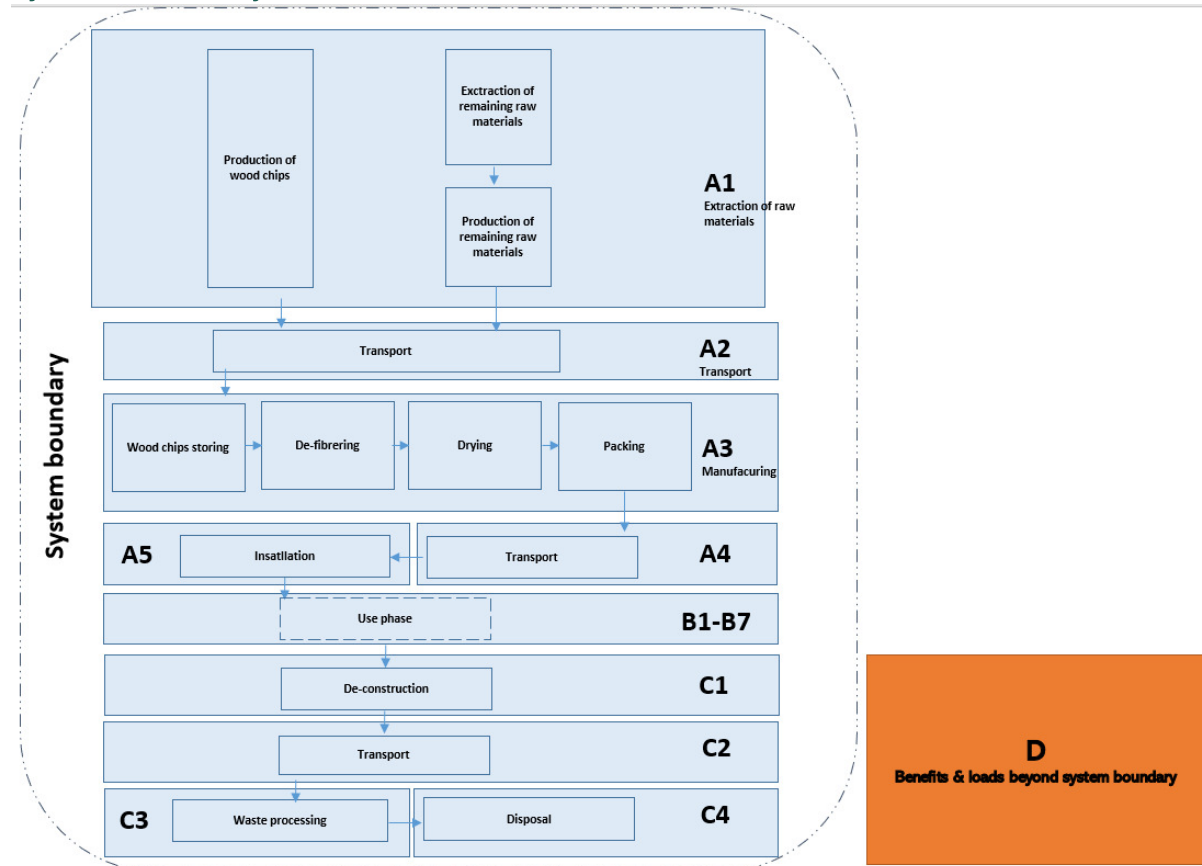 Production of
wood chips
Exctraction of
remaining raw
materials
Production of
remaining raw
materials
A1
Extraction of raw
materials
Transport
A2
Transport
Wood chips storing
De-fibrering
Drying
Packing
A3
Manufacuring
A5
Insatllation
Transport
A4
Use phase
B1-B7
De-construction
C1
Transport
C2
C3
Waste processing
Disposal
C4
System boundary
D
Benefits & loads beyond system boundary